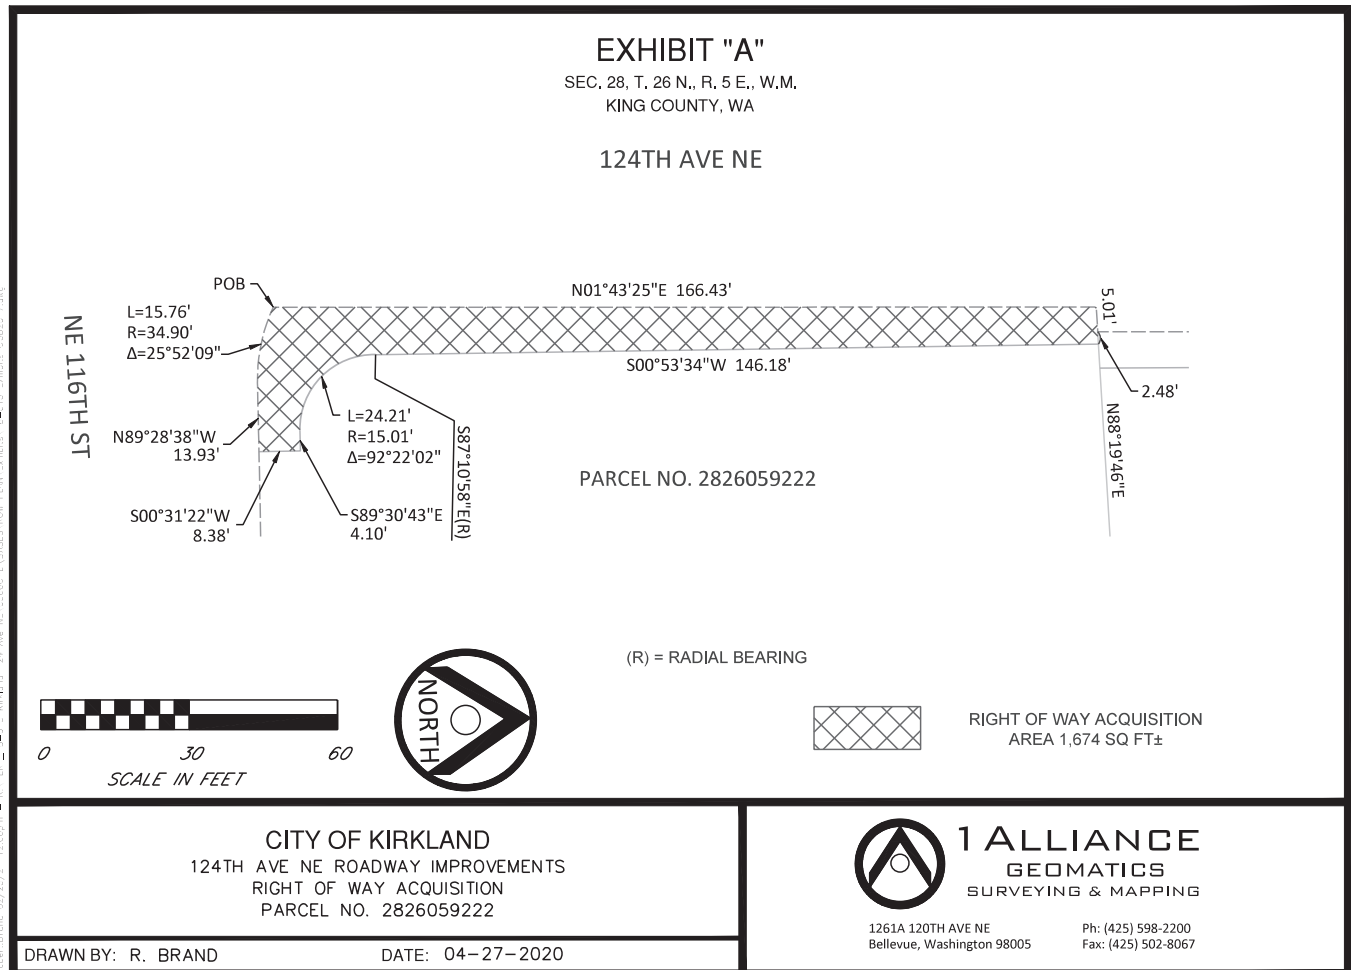 EXHIBIT "A"
SEC. 28, T. 26 N., R. 5 E., W.M.
KING COUNTY, WA
124TH AVE NE
POB
N01°43'25"E 166.43'
5.01'
L=15.76'
R=34.90'
Δ=25°52'09"
NE 116TH ST
S00°53'34"W 146.18'
2.48'
L=24.21'
R=15.01'
Δ=92°22'02"
N89°28'38"W
13.93'
S87°10'58"E(R)
N88°19'46"E
PARCEL NO. 2826059222
S00°31'22"W
8.38'
S89°30'43"E
4.10'
(R) = RADIAL BEARING
NORTH
0 30 60
SCALE IN FEET
RIGHT OF WAY ACQUISITION
AREA 1,674 SQ FT±
CITY OF KIRKLAND
124TH AVE NE ROADWAY IMPROVEMENTS
RIGHT OF WAY ACQUISITION
PARCEL NO. 2826059222
DRAWN BY: R. BRAND DATE: 04-27-2020
1 ALLIANCE
GEOMATICS
SURVEYING & MAPPING
1261A 120TH AVE NE
Bellevue, Washington 98005
Ph: (425) 598-2200
Fax: (425) 502-8067